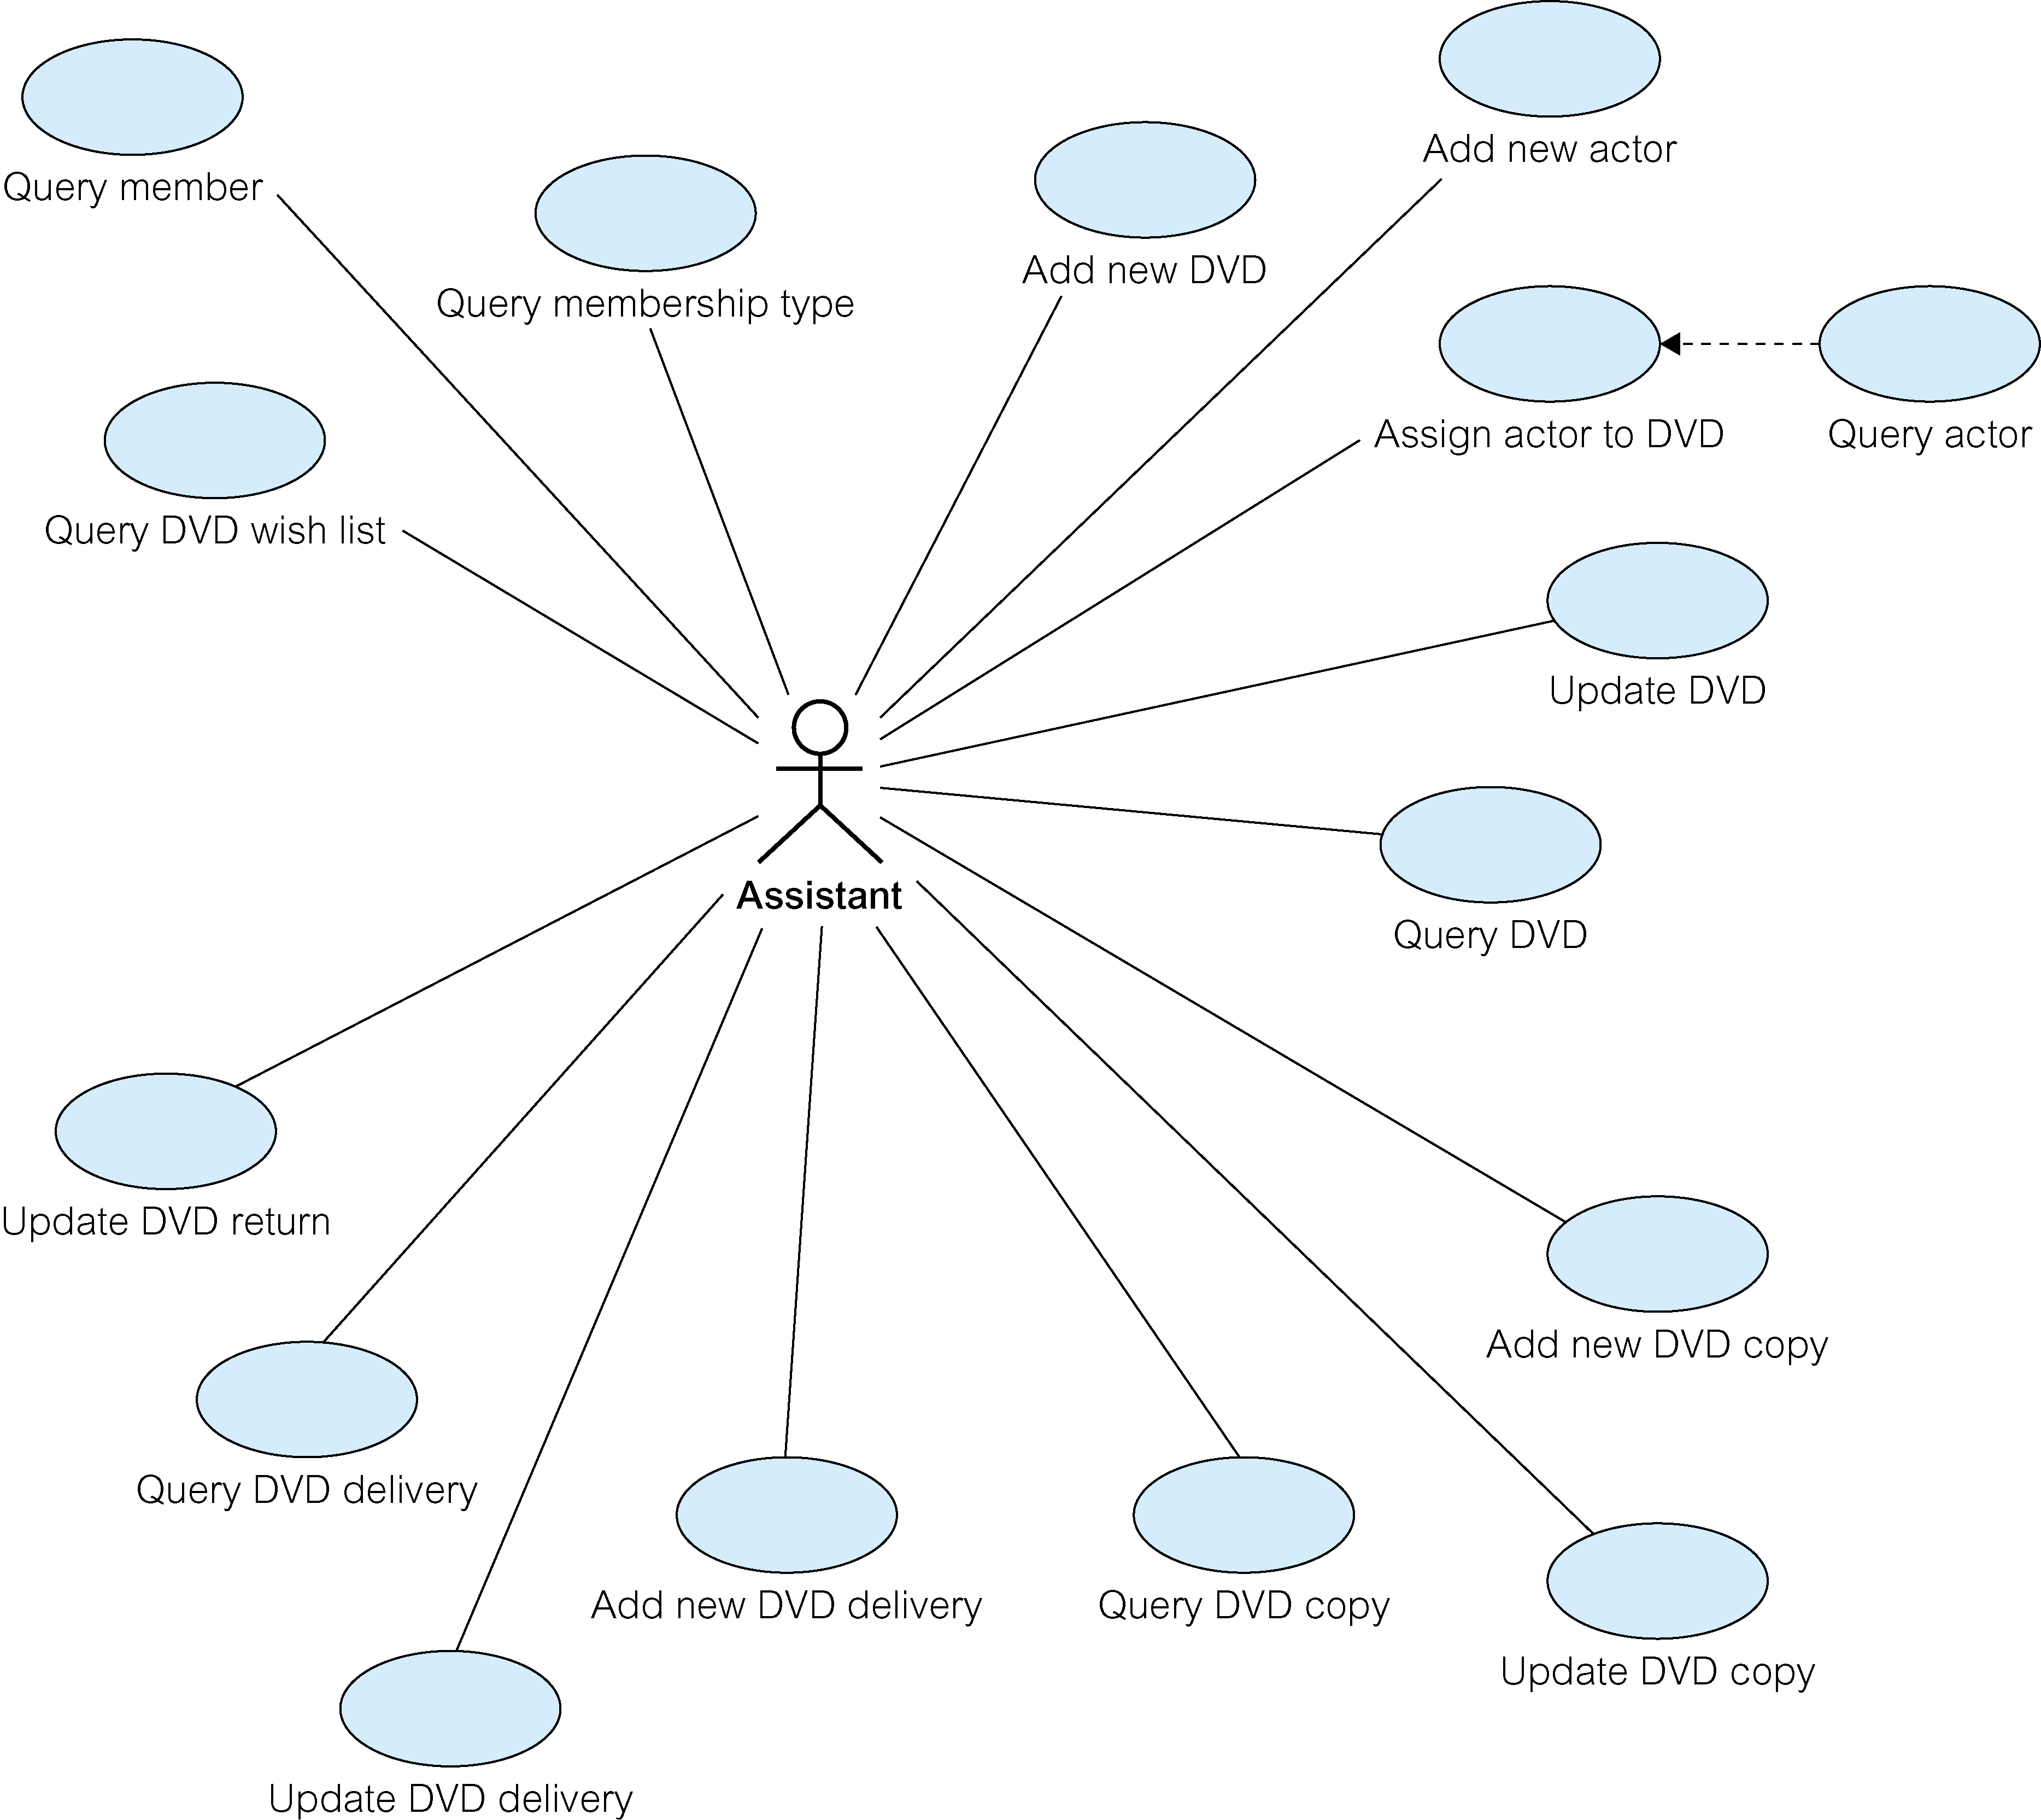 Add new actor
Query member
Add new DVD
Query membership type
Assign actor to DVD
Query actor
Query DVD wish list
Update DVD
Assistant
Query DVD
Update DVD return
Add new DVD copy
Query DVD delivery
Add new DVD delivery
Query DVD copy
Update DVD copy
Update DVD delivery